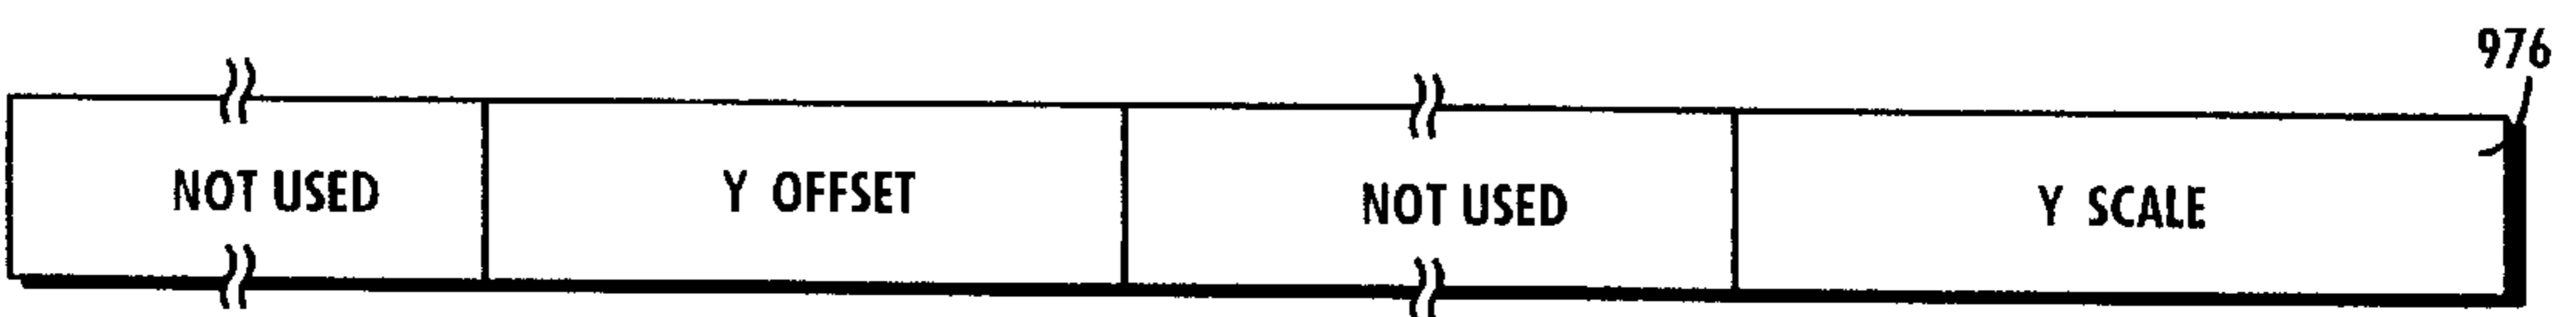 976
NOT USED
Y OFFSET
NOT USED
Y SCALE